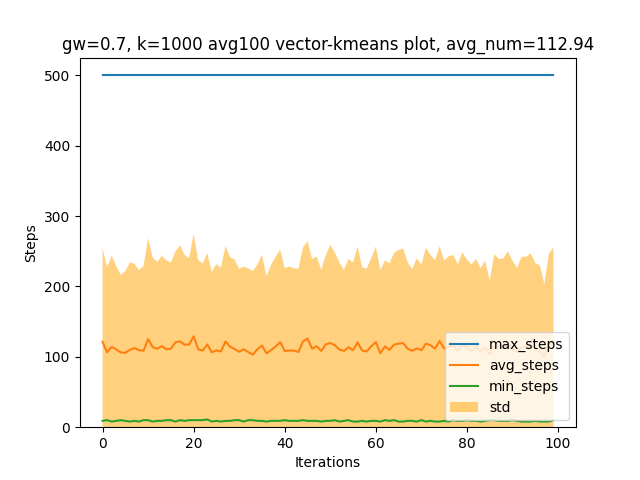 gw=0.7, k=1000 avg100 vector-kmeans plot, avg_num=112.94
500
400
300
200
100
0
Steps
max_steps
avg_steps
min_steps
std
0
20
40
60
80
100
Iterations